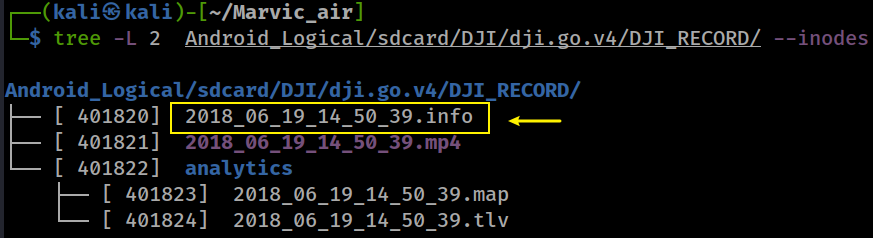 ┌──(kali㉿kali)-[~/Marvic_air]
└─$ tree -L 2 Android_Logical/sdcard/DJI/dji.go.v4/DJI_RECORD/ --inodes
Android_Logical/sdcard/DJI/dji.go.v4/DJI_RECORD/
├── [ 401820] 2018_06_19_14_50_39.info
├── [ 401821] 2018_06_19_14_50_39.mp4
└── [ 401822] analytics
├── [ 401823] 2018_06_19_14_50_39.map
└── [ 401824] 2018_06_19_14_50_39.tlv